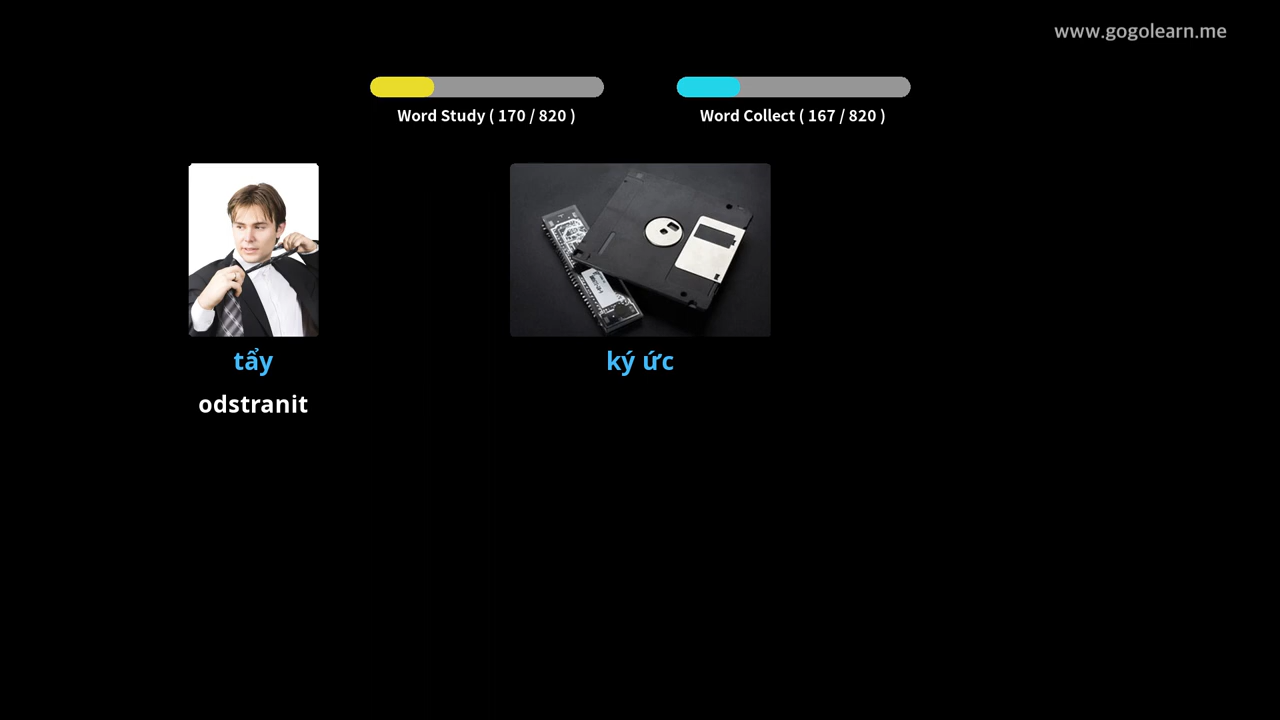 www.gogolearn.me
Word Study ( 170 / 820 )
Word Collect ( 167 / 820 )
tẩy
odstranit
ký ức